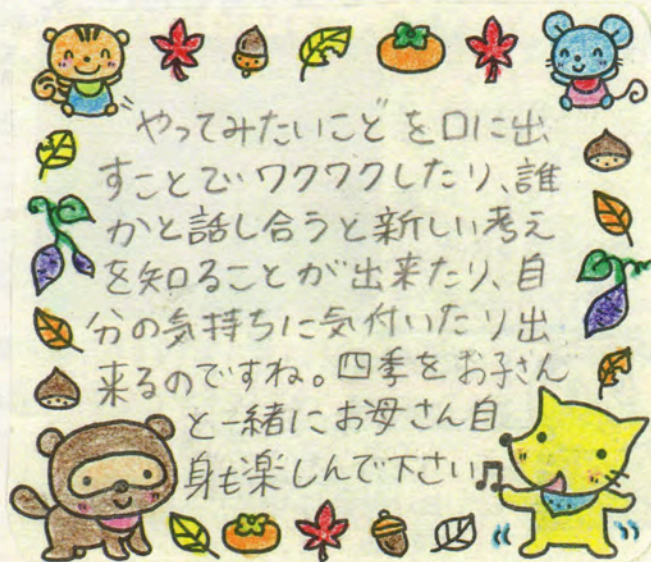 やってみたいことを口に出
すことでワクワクしたり、誰
かと話し合うと新しい考え
を知ることが出来たり、自
分の気持ちに気付いたり出
来るのですね。四季をお子さん
と一緒にお母さん自
身も楽しんで下さい♫